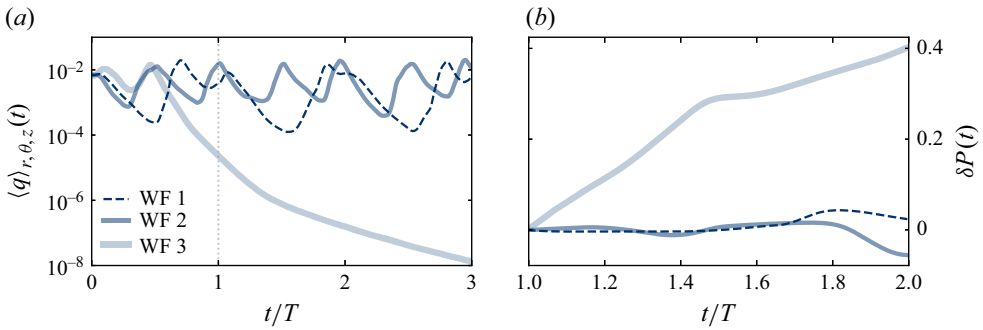 (a)
(b)
10⁻²
10⁻⁴
10⁻⁶
10⁻⁸
⟨q⟩r,θ,z(t)
WF 1
WF 2
WF 3
0
1
2
3
t/T
0.4
0.2
0
δP(t)
1.0
1.2
1.4
1.6
1.8
2.0
t/T